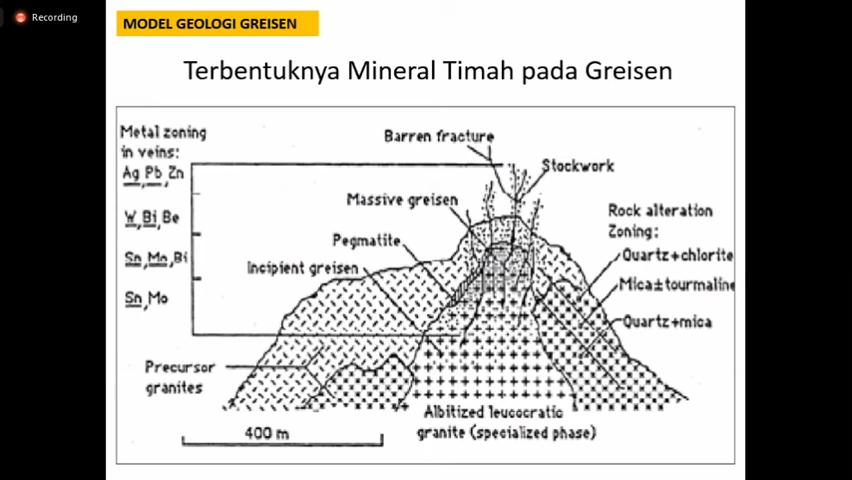 Recording
MODEL GEOLOGI GREISEN
Terbentuknya Mineral Timah pada Greisen
Metal zoning
in veins:
Ag,Pb,Zn
W,Bi,Be
Sn,Mo,Bi
Sn,Mo
Barren fracture
Stockwork
Massive greisen
Pegmatite
Incipient greisen
Rock alteration
Zoning:
Quartz+chlorite
Mica±tourmaline
Quartz+mica
Precursor
granites
Albitized leucocratic
granite (specialized phase)
400 m